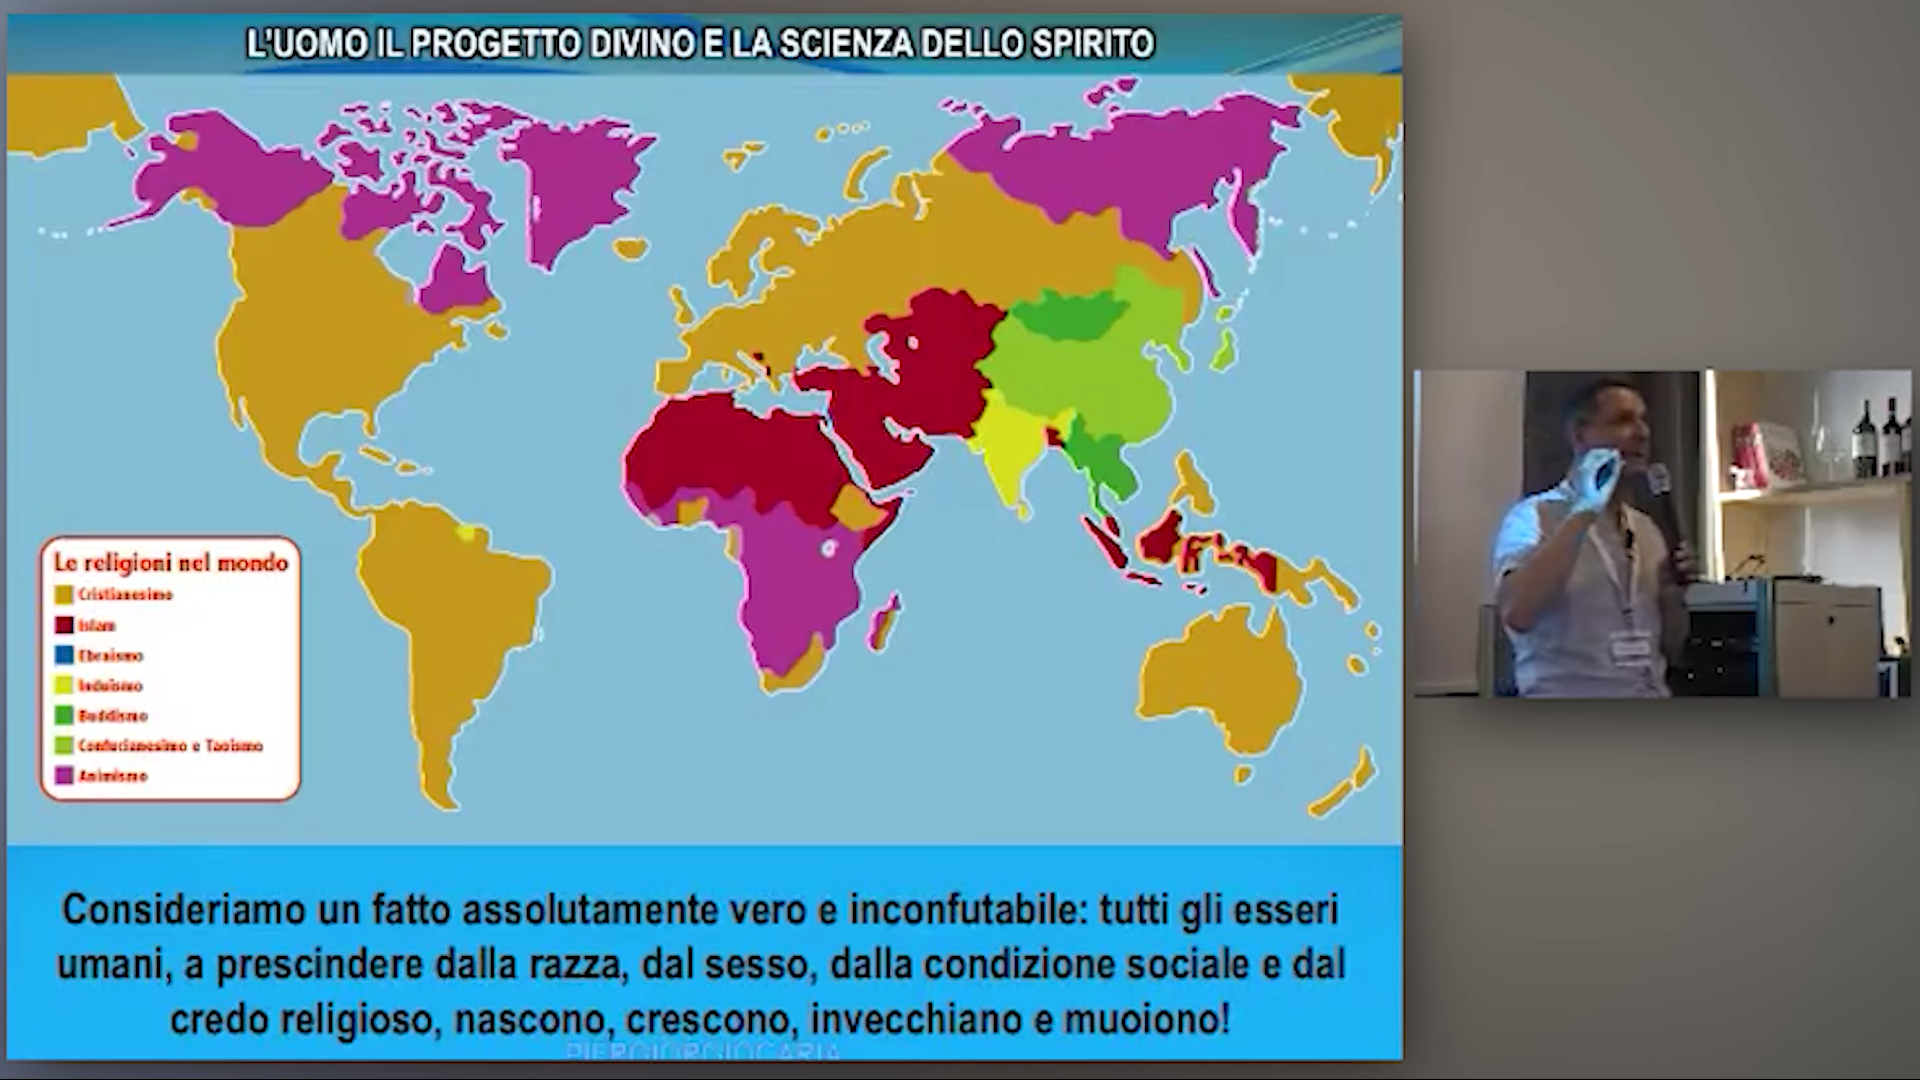 L'UOMO IL PROGETTO DIVINO E LA SCIENZA DELLO SPIRITO
Le religioni nel mondo
Cristianesimo
Islam
Ebraismo
Induismo
Buddismo
Confucianesimo e Taoismo
Animismo
Consideriamo un fatto assolutamente vero e inconfutabile: tutti gli esseri
umani, a prescindere dalla razza, dal sesso, dalla condizione sociale e dal
credo religioso, nascono, crescono, invecchiano e muoiono!
PIERGIORGIOCARIA